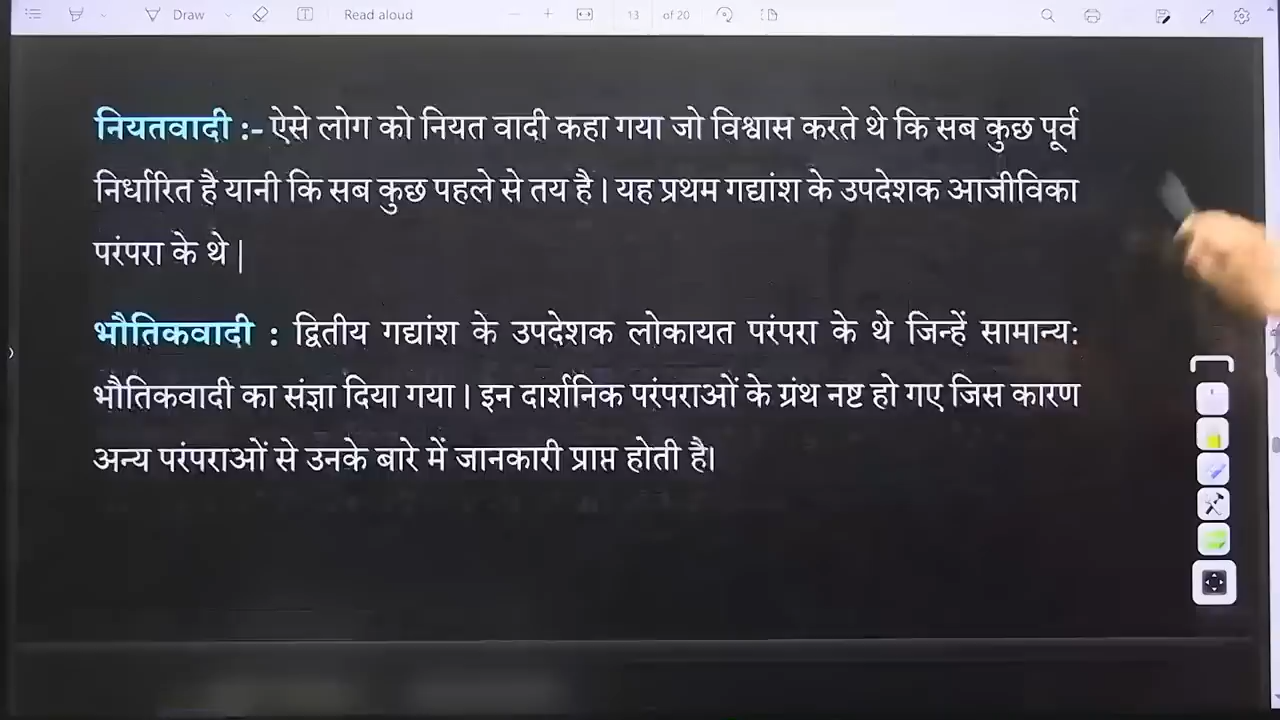 Draw
Read aloud
13 of 20
नियतवादी :- ऐसे लोग को नियत वादी कहा गया जो विश्वास करते थे कि सब कुछ पूर्व
निर्धारित है यानी कि सब कुछ पहले से तय है। यह प्रथम गद्यांश के उपदेशक आजीविका
परंपरा के थे |
भौतिकवादी : द्वितीय गद्यांश के उपदेशक लोकायत परंपरा के थे जिन्हें सामान्य:
भौतिकवादी का संज्ञा दिया गया। इन दार्शनिक परंपराओं के ग्रंथ नष्ट हो गए जिस कारण
अन्य परंपराओं से उनके बारे में जानकारी प्राप्त होती है।